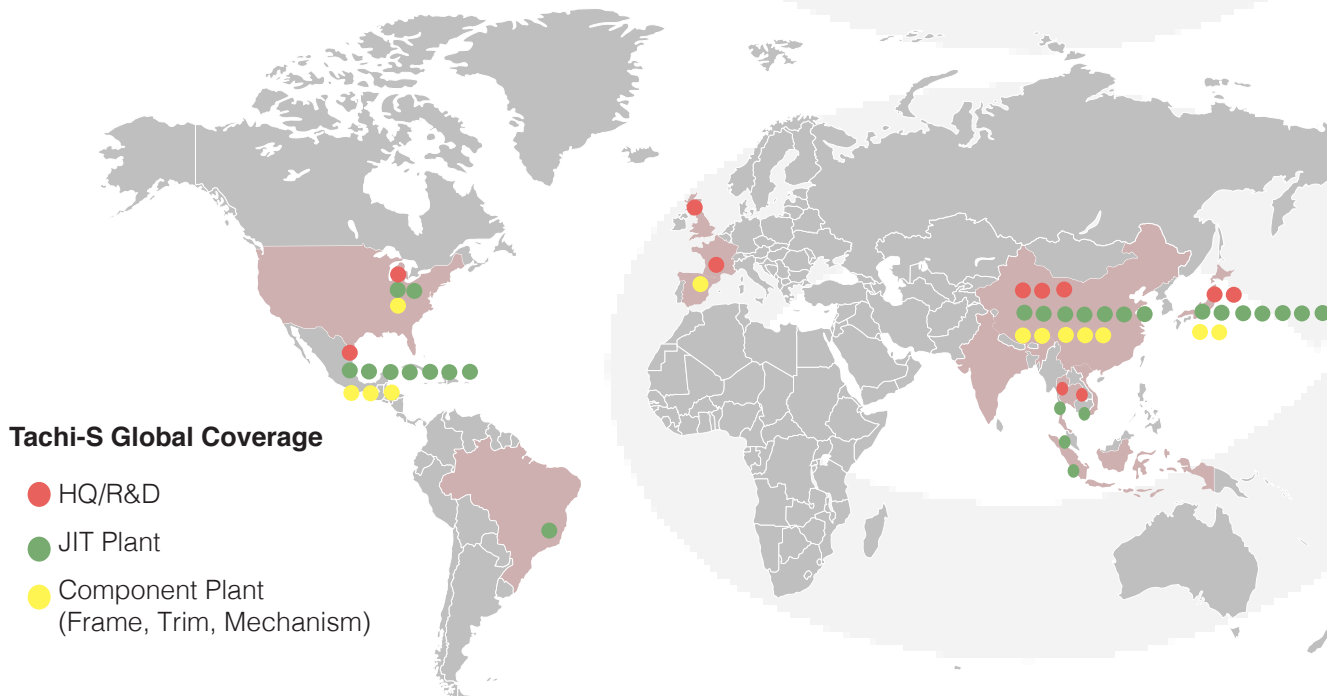 Tachi-S Global Coverage
HQ/R&D
JIT Plant
Component Plant
(Frame, Trim, Mechanism)